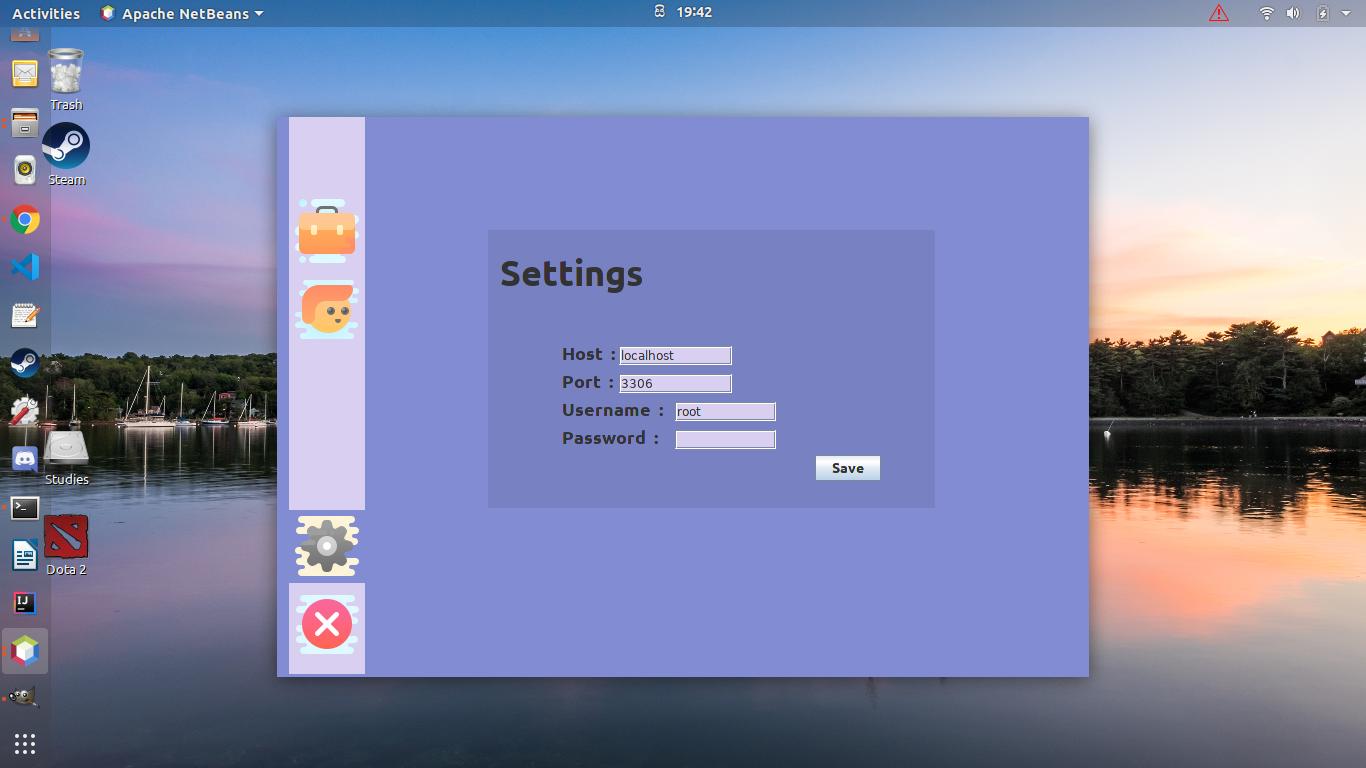 Activities Apache NetBeans 19:42
Trash
Steam
Settings
Host : localhost
Port : 3306
Username : root
Password :
Save
Studies
Dota 2
IJ